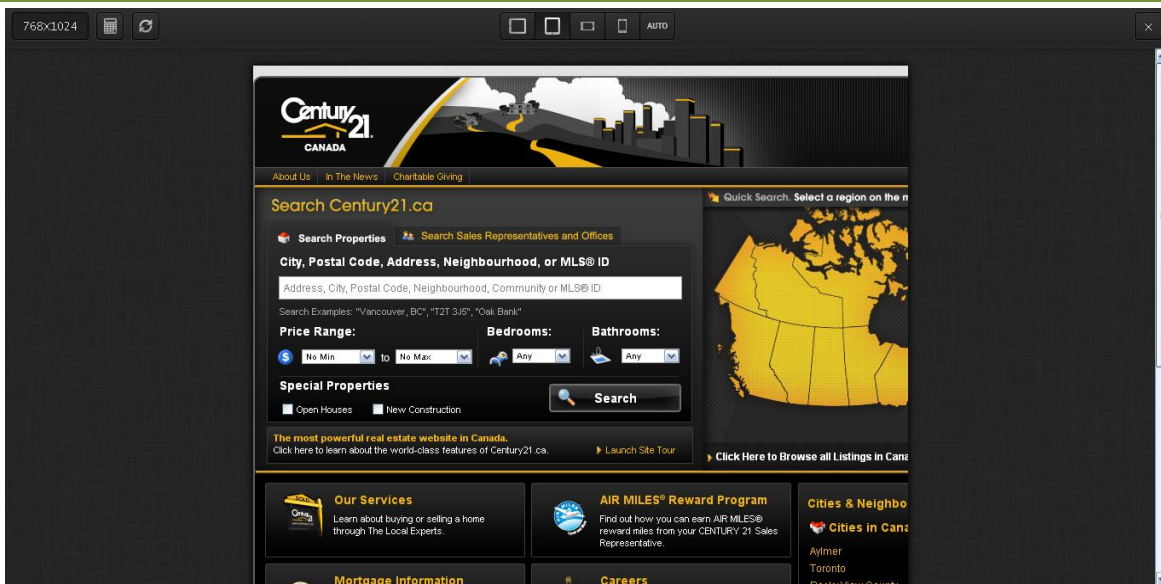 768x1024
AUTO
Century
21
CANADA
About Us
In The News
Charitable Giving
Search Century21.ca
Quick Search. Select a region on the m
Search Properties
Search Sales Representatives and Offices
City, Postal Code, Address, Neighbourhood, or MLS® ID
Address, City, Postal Code, Neighbourhood, Community or MLS® ID
Search Examples: "Vancouver, BC", "T2T 3J5", "Oak Bank"
Price Range:
Bedrooms:
Bathrooms:
No Min
to
No Max
Any
Any
Special Properties
Open Houses
New Construction
Search
The most powerful real estate website in Canada.
Click here to learn about the world-class features of Century21.ca.
Launch Site Tour
Click Here to Browse all Listings in Cana
Our Services
Learn about buying or selling a home
through The Local Experts.
AIR MILES® Reward Program
Find out how you can earn AIR MILES®
reward miles from your CENTURY 21 Sales
Representative.
Cities & Neighbo
Cities in Cana
Aylmer
Toronto
Mortgage Information
Careers